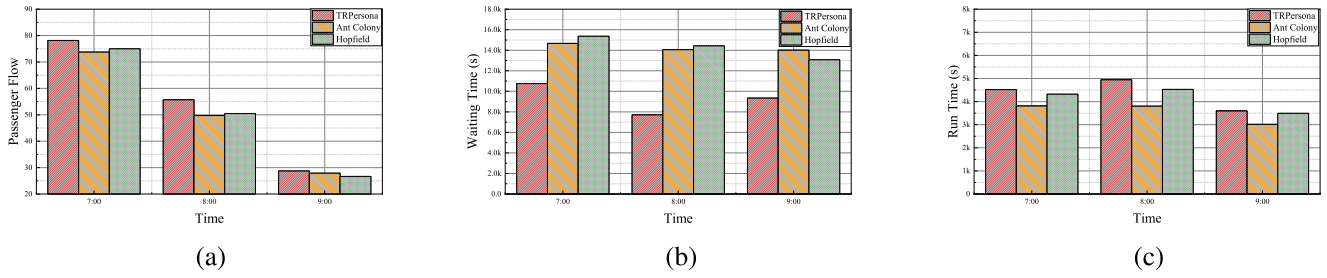 90
80
70
60
50
40
30
20
Passenger Flow
TRPersona
Ant Colony
Hopfield
7:00
8:00
9:00
Time
(a)
18.0k
16.0k
14.0k
12.0k
10.0k
8.0k
6.0k
4.0k
2.0k
0.0
Waiting Time (s)
TRPersona
Ant Colony
Hopfield
7:00
8:00
9:00
Time
(b)
8k
7k
6k
5k
4k
3k
2k
1k
0
Run Time (s)
TRPersona
Ant Colony
Hopfield
7:00
8:00
9:00
Time
(c)